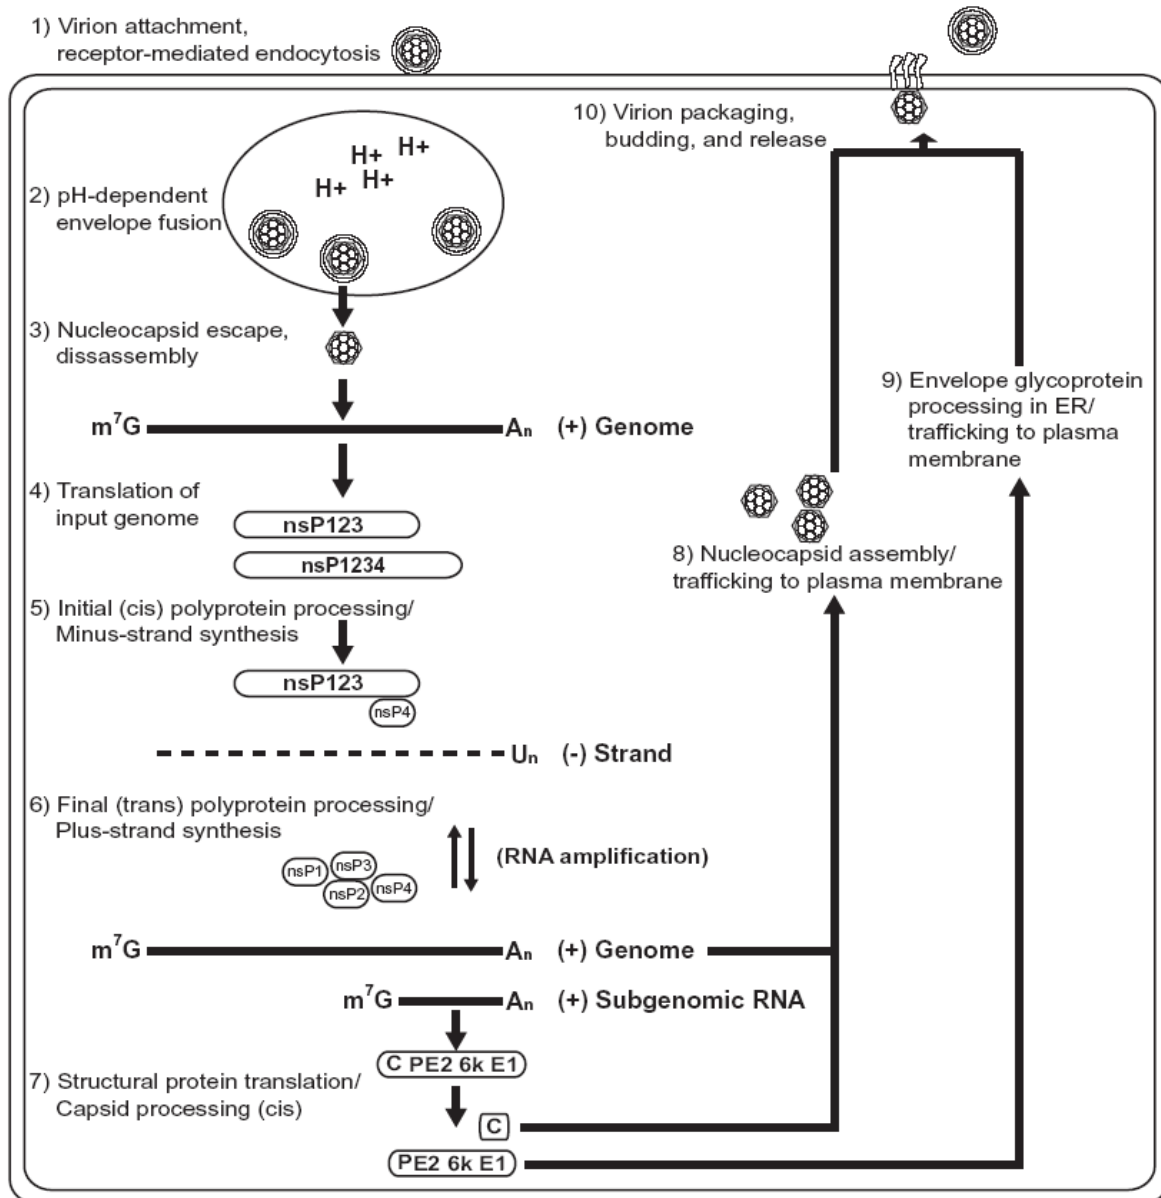 1) Virion attachment,
receptor-mediated endocytosis
10) Virion packaging,
budding, and release
H+ H+
H+ H+
2) pH-dependent
envelope fusion
3) Nucleocapsid escape,
dissassembly
9) Envelope glycoprotein
processing in ER/
trafficking to plasma
membrane
m⁷G Aₙ (+) Genome
4) Translation of
input genome
nsP123
nsP1234
8) Nucleocapsid assembly/
trafficking to plasma membrane
5) Initial (cis) polyprotein processing/
Minus-strand synthesis
nsP123
nsP4
Uₙ (-) Strand
6) Final (trans) polyprotein processing/
Plus-strand synthesis
(RNA amplification)
nsP1 nsP3
nsP2 nsP4
m⁷G Aₙ (+) Genome
m⁷G Aₙ (+) Subgenomic RNA
C PE2 6k E1
7) Structural protein translation/
Capsid processing (cis)
C
PE2 6k E1